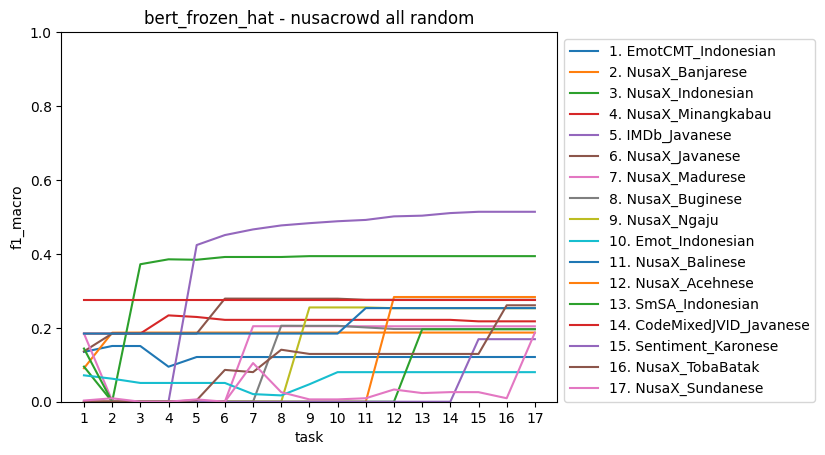 bert_frozen_hat - nusacrowd all random
f1_macro
1.0
0.8
0.6
0.4
0.2
0.0
1 2 3 4 5 6 7 8 9 10 11 12 13 14 15 16 17
task
1. EmotCMT_Indonesian
2. NusaX_Banjarese
3. NusaX_Indonesian
4. NusaX_Minangkabau
5. IMDb_Javanese
6. NusaX_Javanese
7. NusaX_Madurese
8. NusaX_Buginese
9. NusaX_Ngaju
10. Emot_Indonesian
11. NusaX_Balinese
12. NusaX_Acehnese
13. SmSA_Indonesian
14. CodeMixedJVID_Javanese
15. Sentiment_Karonese
16. NusaX_TobaBatak
17. NusaX_Sundanese